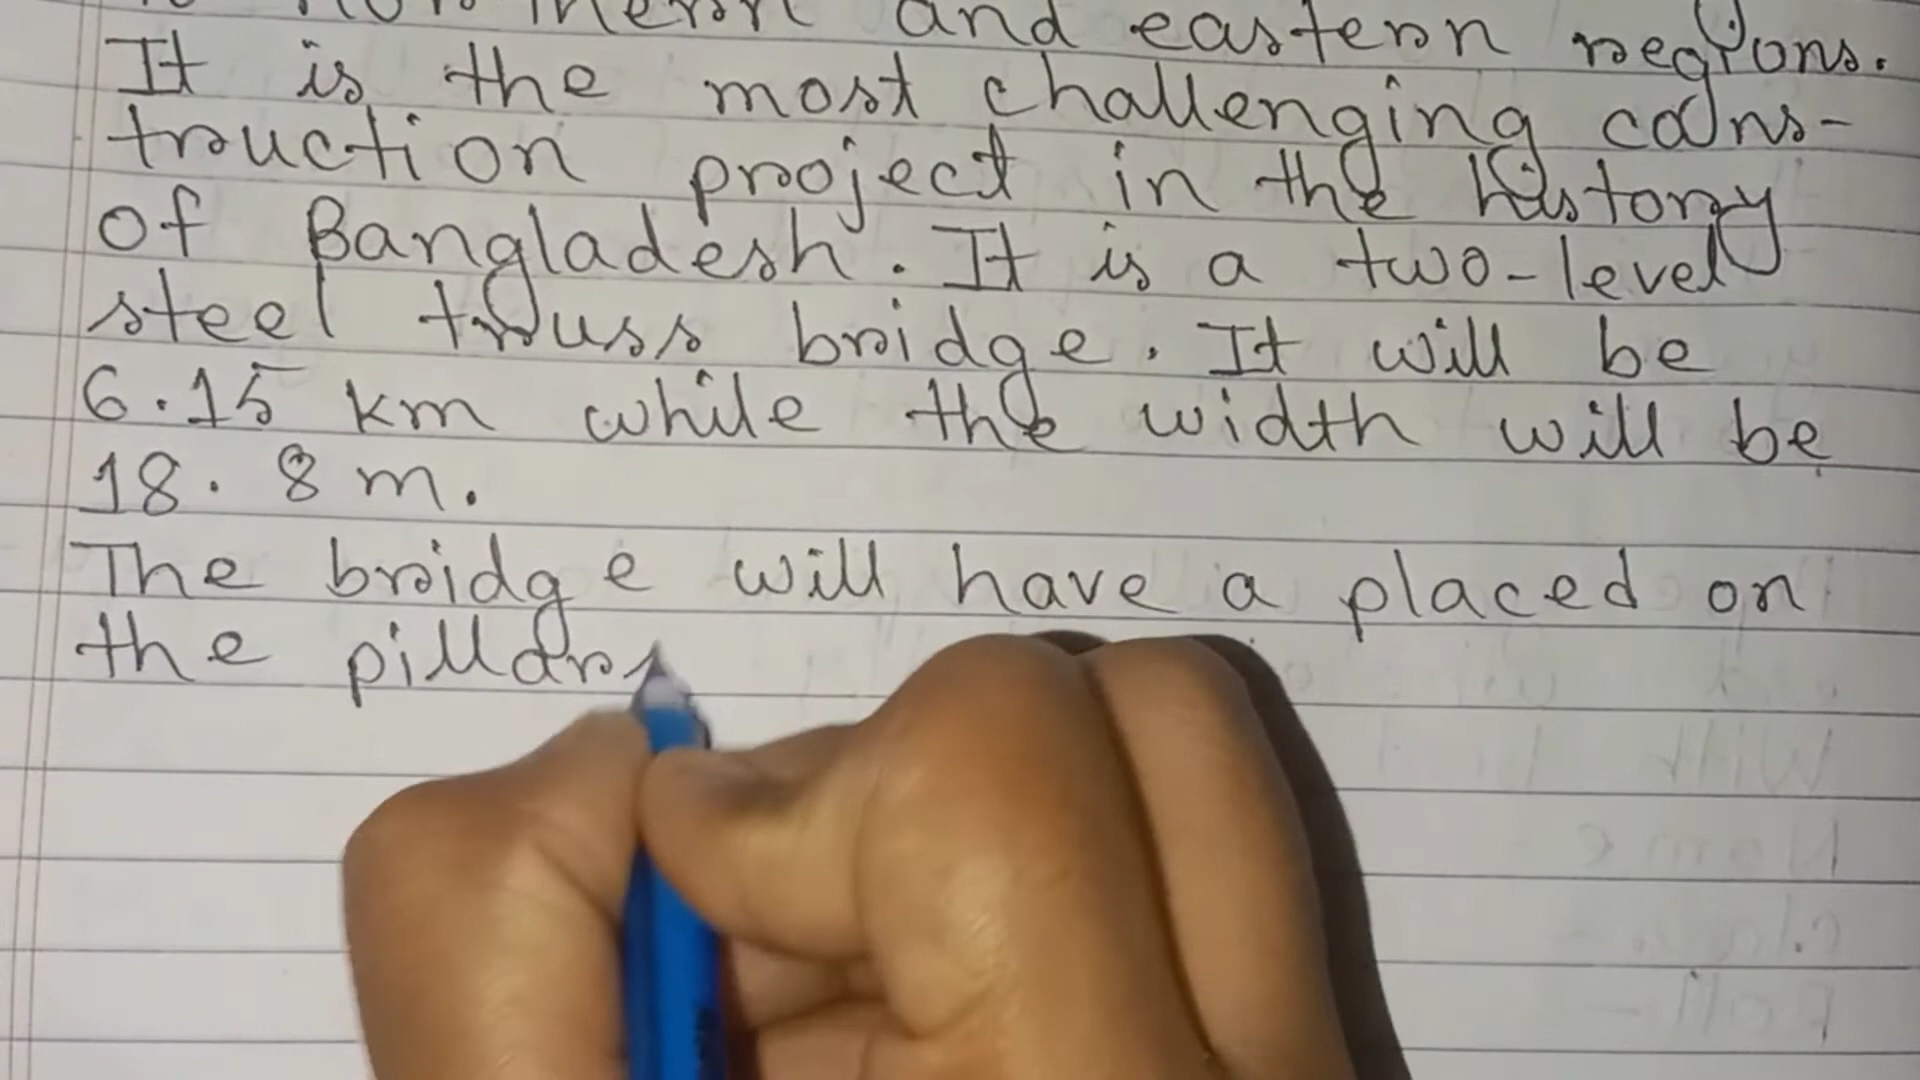 northern and eastern regions.
It is the most challenging cons-
truction project in the history
of Bangladesh. It is a two-level
steel truss bridge. It will be
6.15 km while the width will be
18.8 m.
The bridge will have a placed on
the pillars